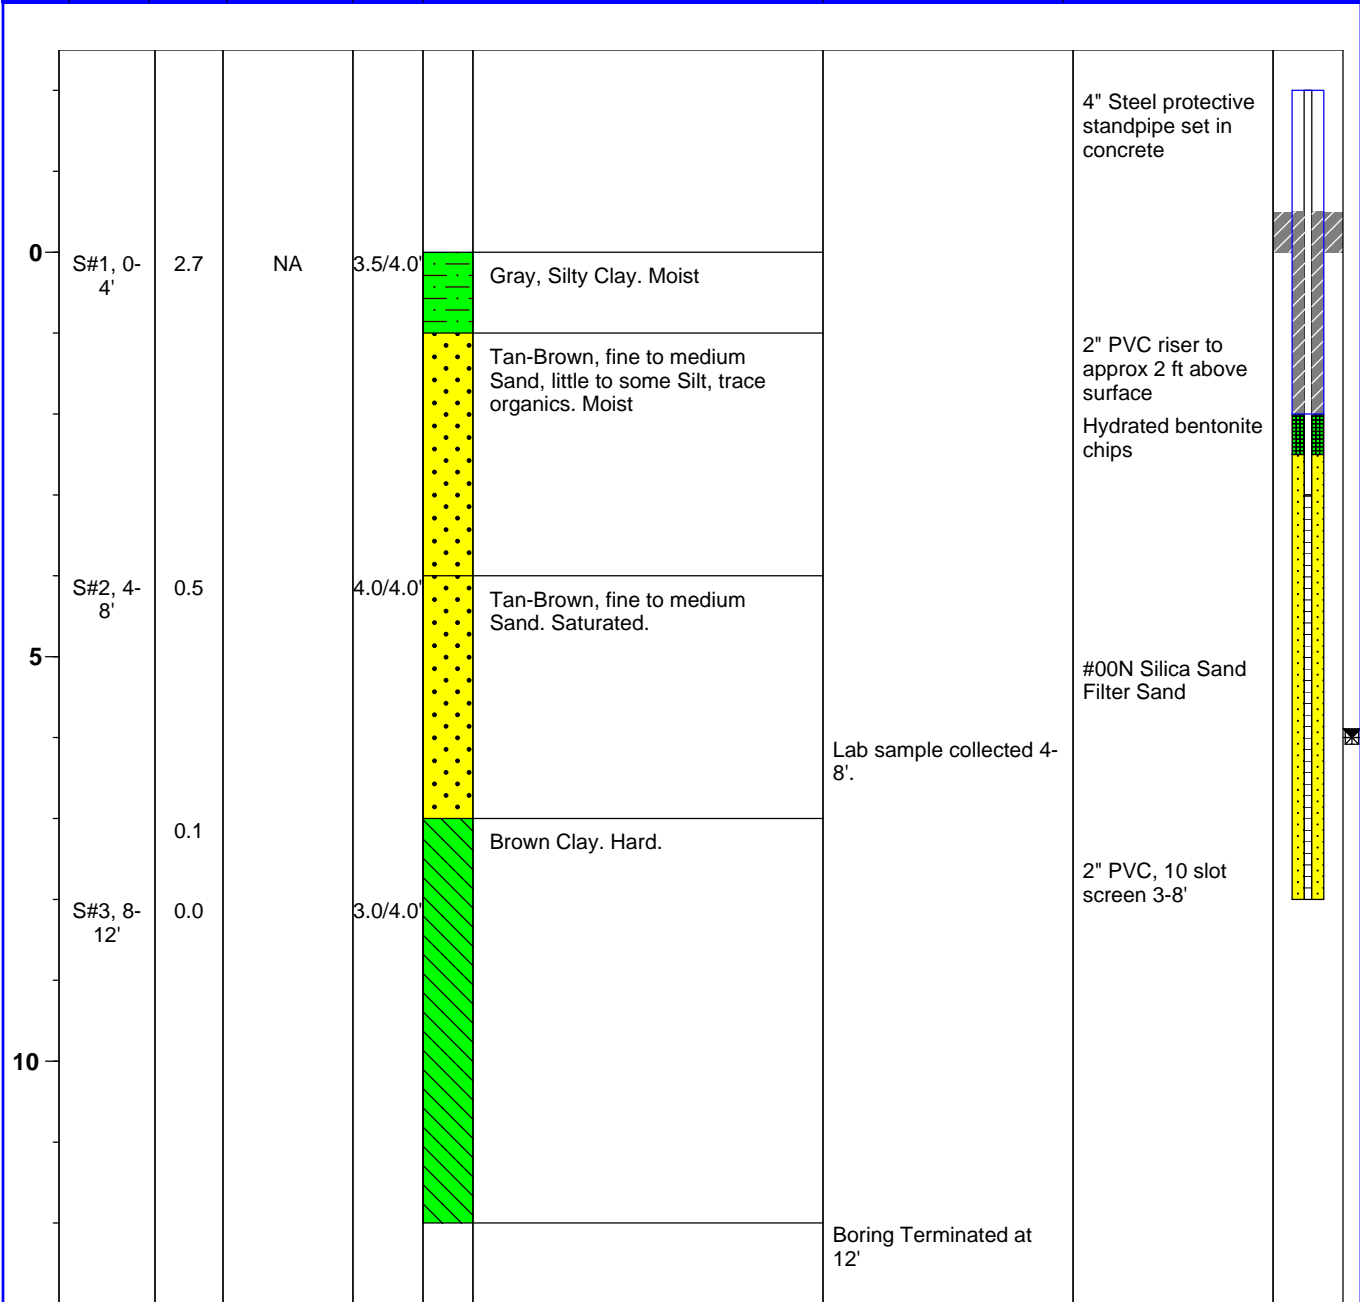 4" Steel protective
standpipe set in
concrete
0
S#1, 0-
4'
2.7
NA
3.5/4.0'
Gray, Silty Clay. Moist
Tan-Brown, fine to medium
Sand, little to some Silt, trace
organics. Moist
2" PVC riser to
approx 2 ft above
surface
Hydrated bentonite
chips
S#2, 4-
8'
0.5
4.0/4.0'
Tan-Brown, fine to medium
Sand. Saturated.
5
#00N Silica Sand
Filter Sand
Lab sample collected 4-
8'.
0.1
Brown Clay. Hard.
2" PVC, 10 slot
screen 3-8'
S#3, 8-
12'
0.0
3.0/4.0'
10
Boring Terminated at
12'